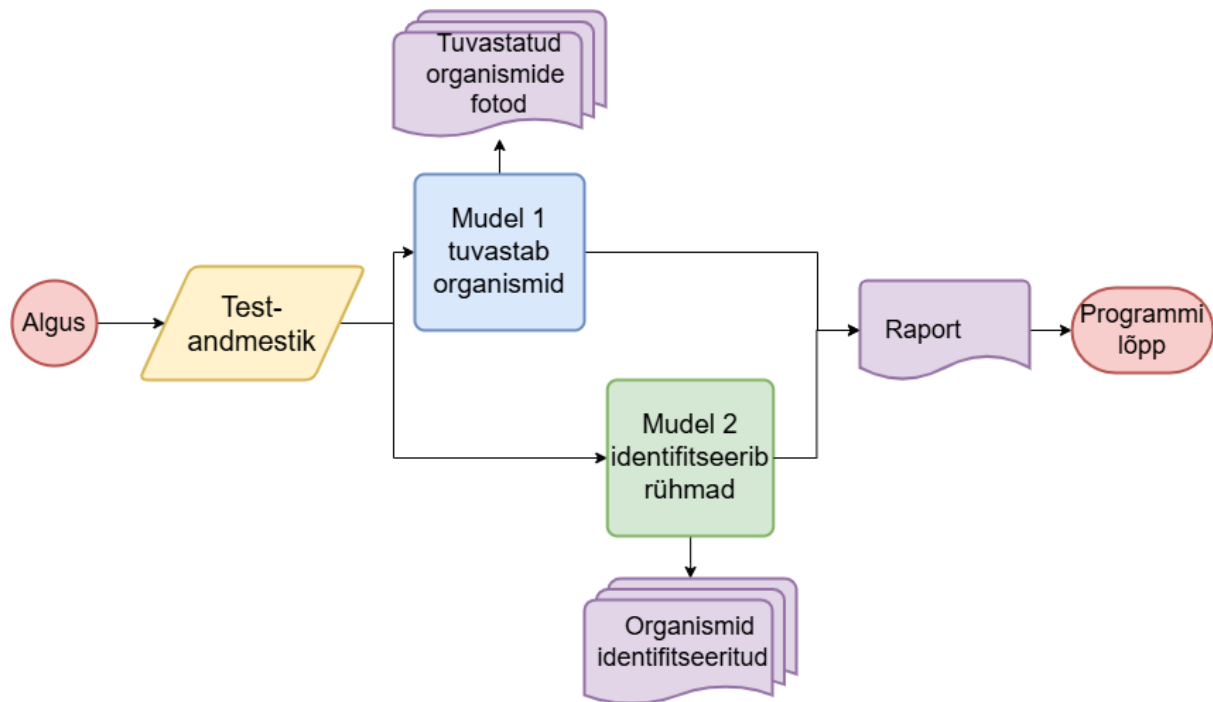 Tuvastatud
organismide
fotod
Mudel 1
tuvastab
organismid
Algus
Test-
andmestik
Raport
Programmi
lõpp
Mudel 2
identifitseerib
rühmad
Organismid
identifitseeritud